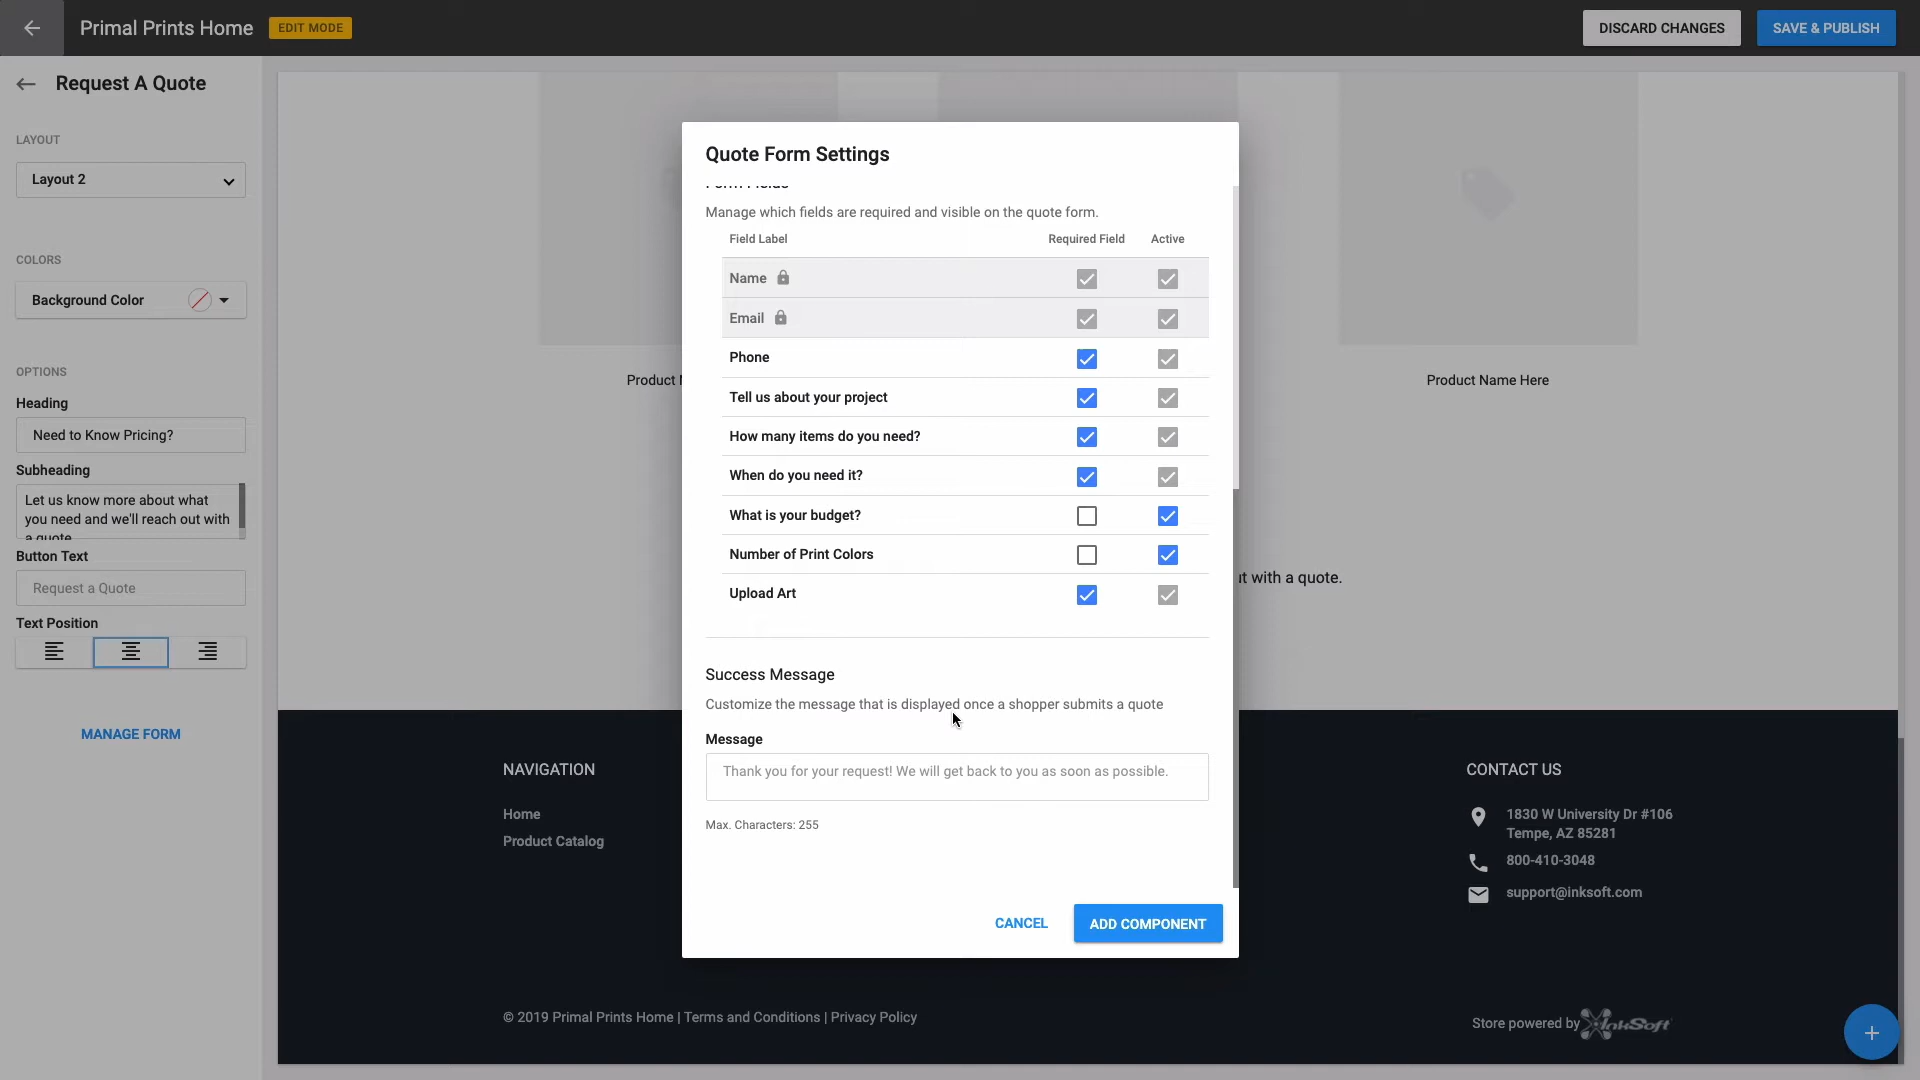 Primal Prints Home
EDIT MODE
DISCARD CHANGES
SAVE & PUBLISH
Request A Quote
LAYOUT
Layout 2
COLORS
Background Color
OPTIONS
Heading
Need to Know Pricing?
Subheading
Let us know more about what
you need and we'll reach out with
a quote
Button Text
Request a Quote
Text Position
MANAGE FORM
Product
Product Name Here
with a quote.
Quote Form Settings
Form Fields
Manage which fields are required and visible on the quote form.
Field Label Required Field Active
Name
Email
Phone
Tell us about your project
How many items do you need?
When do you need it?
What is your budget?
Number of Print Colors
Upload Art
Success Message
Customize the message that is displayed once a shopper submits a quote
Message
Thank you for your request! We will get back to you as soon as possible.
Max. Characters: 255
CANCEL
ADD COMPONENT
NAVIGATION
Home
Product Catalog
CONTACT US
1830 W University Dr #106
Tempe, AZ 85281
800-410-3048
support@inksoft.com
© 2019 Primal Prints Home | Terms and Conditions | Privacy Policy
Store powered by InkSoft